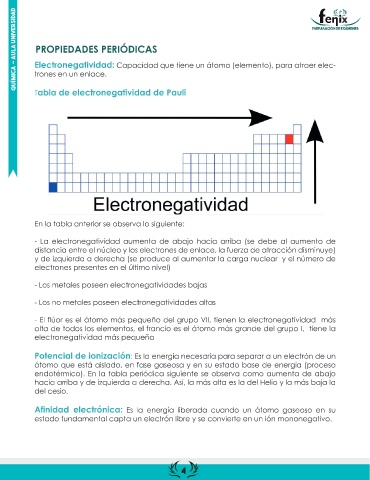 QUÍMICA – AULA UNIVERSIDAD
fenix
PREPARACIÓN DE EXÁMENES
PROPIEDADES PERIÓDICAS
Electronegatividad: Capacidad que tiene un átomo (elemento), para atraer elec-
trones en un enlace.
Tabla de electronegatividad de Pauli
Electronegatividad
En la tabla anterior se observa lo siguiente:
- La electronegatividad aumenta de abajo hacia arriba (se debe al aumento de
distancia entre el núcleo y los electrones de enlace, la fuerza de atracción disminuye)
y de izquierda a derecha (se produce al aumentar la carga nuclear y el número de
electrones presentes en el último nivel)
- Los metales poseen electronegatividades bajas
- Los no metales poseen electronegatividades altas
- El flúor es el átomo más pequeño del grupo VII, tienen la electronegatividad más
alta de todos los elementos, el francio es el átomo más grande del grupo I, tiene la
electronegatividad más pequeña
Potencial de ionización: Es la energía necesaria para separar a un electrón de un
átomo que está aislado, en fase gaseosa y en su estado base de energía (proceso
endotérmico). En la tabla periódica siguiente se observa como aumenta de abajo
hacia arriba y de izquierda a derecha. Así, la más alta es la del Helio y la más baja la
del cesio.
Afinidad electrónica: Es la energía liberada cuando un átomo gaseoso en su
estado fundamental capta un electrón libre y se convierte en un ión mononegativo.
4